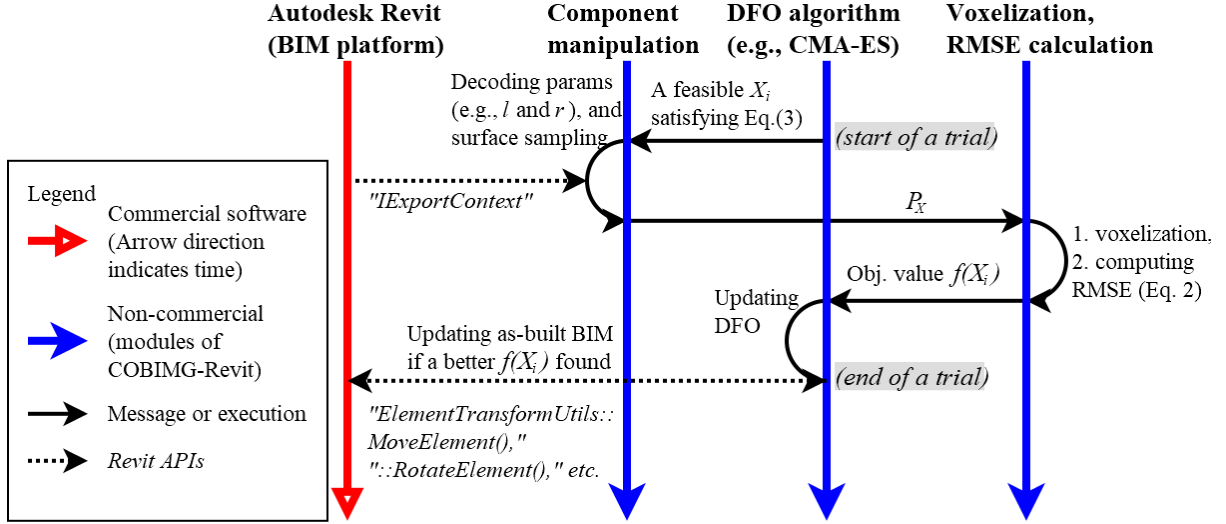 Autodesk Revit
(BIM platform)
Component
manipulation
DFO algorithm
(e.g., CMA-ES)
Voxelization,
RMSE calculation
Decoding params
(e.g., l and r ), and
surface sampling
A feasible Xi
satisfying Eq.(3)
(start of a trial)
"IExportContext"
PX
1. voxelization,
2. computing
RMSE (Eq. 2)
Obj. value f(Xi)
Updating
DFO
Updating as-built BIM
if a better f(Xi) found
(end of a trial)
"ElementTransformUtils::
MoveElement(),"
"::RotateElement()," etc.
Legend
Commercial software
(Arrow direction
indicates time)
Non-commercial
(modules of
COBIMG-Revit)
Message or execution
Revit APIs